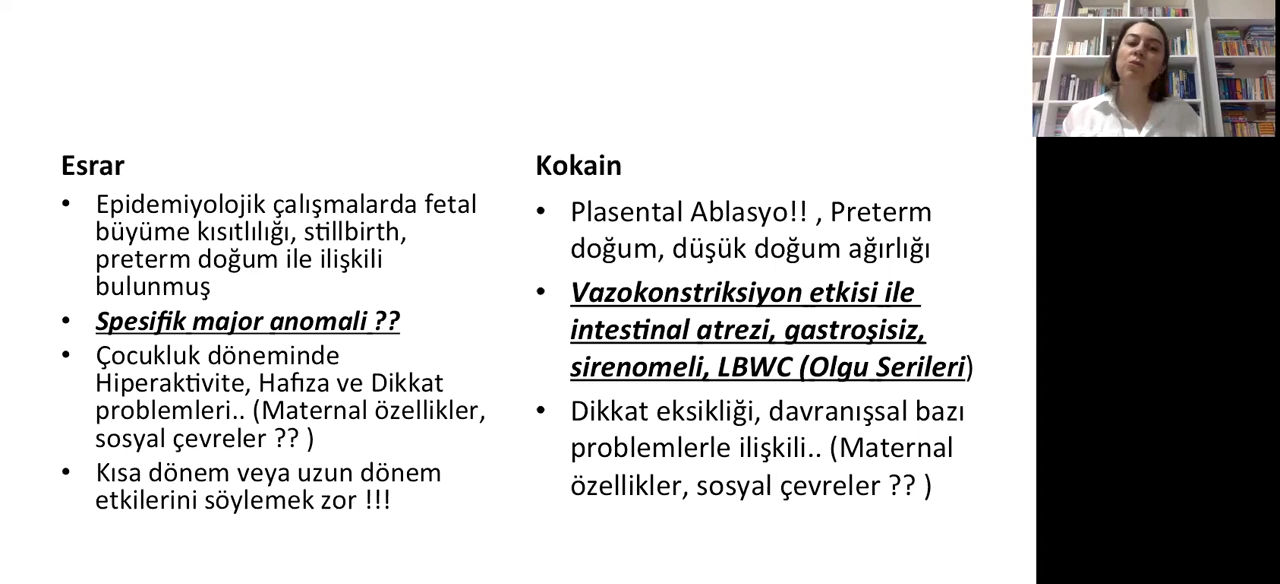 Esrar
• Epidemiyolojik çalışmalarda fetal
büyüme kısıtlılığı, stillbirth,
preterm doğum ile ilişkili
bulunmuş
• Spesifik major anomali ??
• Çocukluk döneminde
Hiperaktivite, Hafıza ve Dikkat
problemleri.. (Maternal özellikler,
sosyal çevreler ?? )
• Kısa dönem veya uzun dönem
etkilerini söylemek zor !!!
Kokain
• Plasental Ablasyo!! , Preterm
doğum, düşük doğum ağırlığı
• Vazokonstriksiyon etkisi ile
intestinal atrezi, gastroşisiz,
sirenomeli, LBWC (Olgu Serileri)
• Dikkat eksikliği, davranışsal bazı
problemlerle ilişkili.. (Maternal
özellikler, sosyal çevreler ?? )